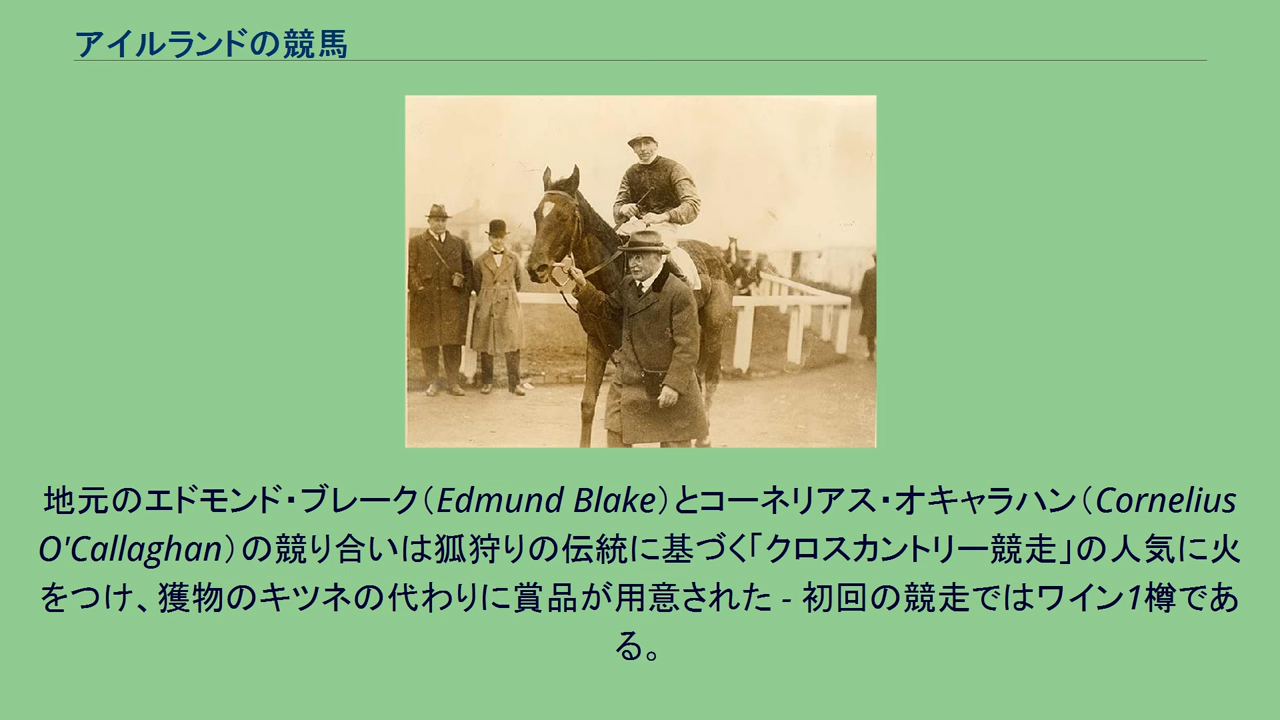 アイルランドの競馬
地元のエドモンド・ブレーク（Edmund Blake）とコーネリアス・オキャラハン（Cornelius
O'Callaghan）の競り合いは狐狩りの伝統に基づく「クロスカントリー競走」の人気に火
をつけ、獲物のキツネの代わりに賞品が用意された - 初回の競走ではワイン1樽であ
る。